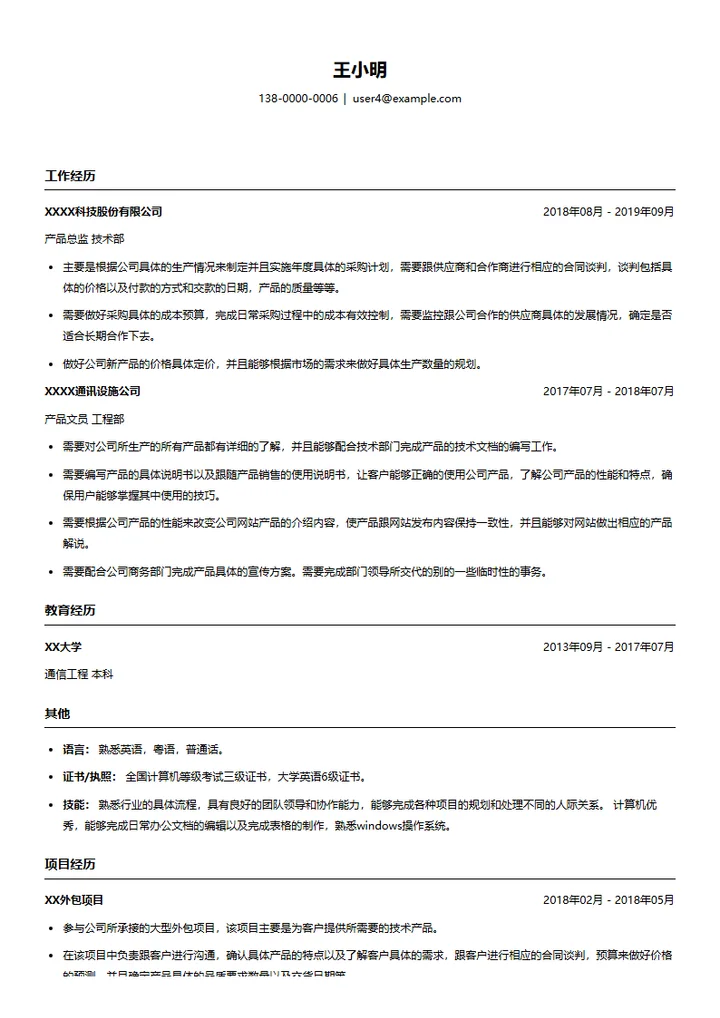 王小明
138-0000-0006 | user4@example.com
工作经历
XXXX科技股份有限公司 2018年08月 - 2019年09月
产品总监 技术部
• 主要是根据公司具体的生产情况来制定并且实施年度具体的采购计划，需要跟供应商和合作商进行相应的合同谈判，谈判包括具
体的价格以及付款的方式和交款的日期，产品的质量等等。
• 需要做好采购具体的成本预算，完成日常采购过程中的成本有效控制，需要监控跟公司合作的供应商具体的发展情况，确定是否
适合长期合作下去。
• 做好公司新产品的价格具体定价，并且能够根据市场的需求来做好具体生产数量的规划。
XXXX通讯设施公司 2017年07月 - 2018年07月
产品文员 工程部
• 需要对公司所生产的所有产品都有详细的了解，并且能够配合技术部门完成产品的技术文档的编写工作。
• 需要编写产品的具体说明书以及跟随产品销售的使用说明书，让客户能够正确的使用公司产品，了解公司产品的性能和特点，确
保用户能够掌握其中使用的技巧。
• 需要根据公司产品的性能来改变公司网站产品的介绍内容，使产品跟网站发布内容保持一致性，并且能够对网站做出相应的产品
解说。
• 需要配合公司商务部门完成产品具体的宣传方案。需要完成部门领导所交代的别的一些临时性的事务。
教育经历
XX大学 2013年09月 - 2017年07月
通信工程 本科
其他
• 语言： 熟悉英语，粤语，普通话。
• 证书/执照： 全国计算机等级考试三级证书，大学英语6级证书。
• 技能： 熟悉行业的具体流程，具有良好的团队领导和协作能力，能够完成各种项目的规划和处理不同的人际关系。 计算机优
秀，能够完成日常办公文档的编辑以及完成表格的制作，熟悉windows操作系统。
项目经历
XX外包项目 2018年02月 - 2018年05月
• 参与公司所承接的大型外包项目，该项目主要是为客户提供所需要的技术产品。
• 在该项目中负责跟客户进行沟通，确认具体产品的特点以及了解客户具体的需求，跟客户进行相应的合同谈判，预算来做好价格
的预测，并且确定产品具体的品质要求数量以及交货日期等